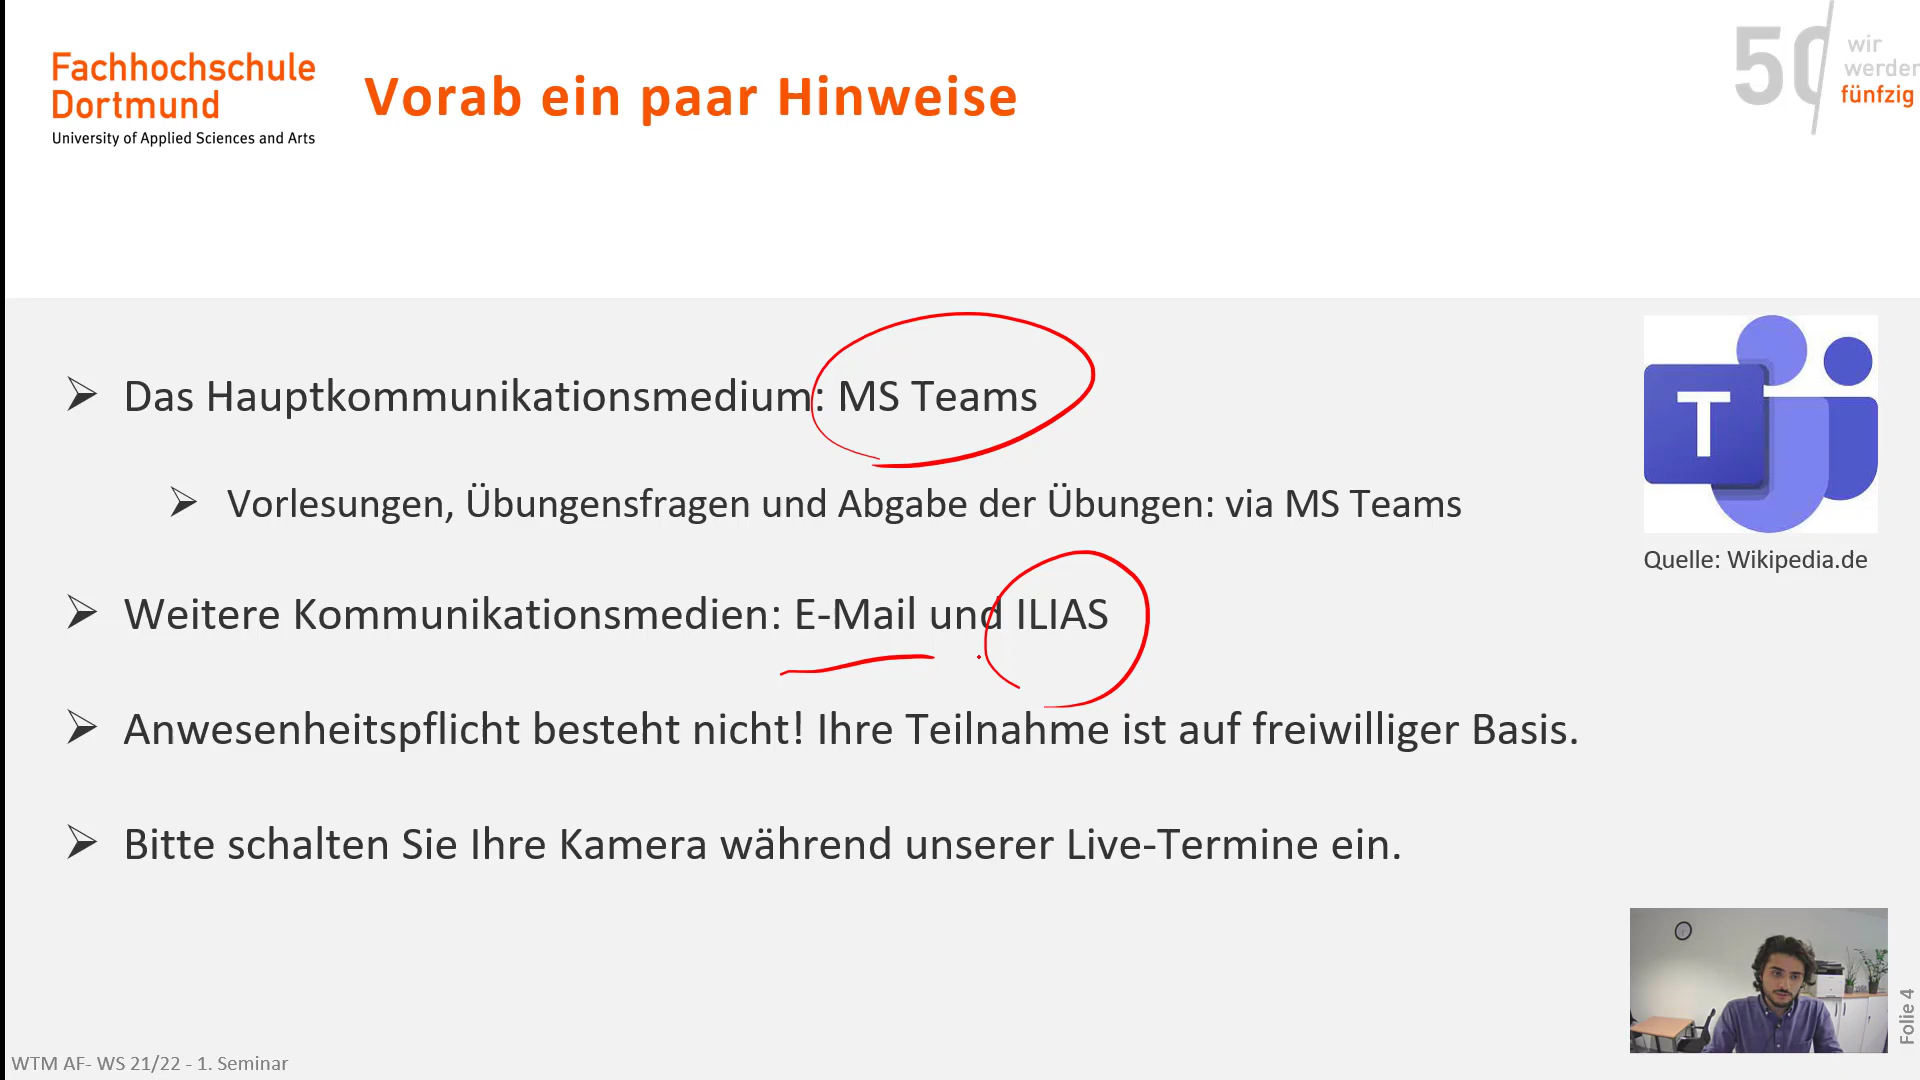 Fachhochschule
Dortmund
University of Applied Sciences and Arts
Vorab ein paar Hinweise
50
wir
werden
fünfzig
Das Hauptkommunikationsmedium: MS Teams
Vorlesungen, Übungensfragen und Abgabe der Übungen: via MS Teams
T
Quelle: Wikipedia.de
Weitere Kommunikationsmedien: E-Mail und ILIAS
Anwesenheitspflicht besteht nicht! Ihre Teilnahme ist auf freiwilliger Basis.
Bitte schalten Sie Ihre Kamera während unserer Live-Termine ein.
Folie 4
WTM AF- WS 21/22 - 1. Seminar